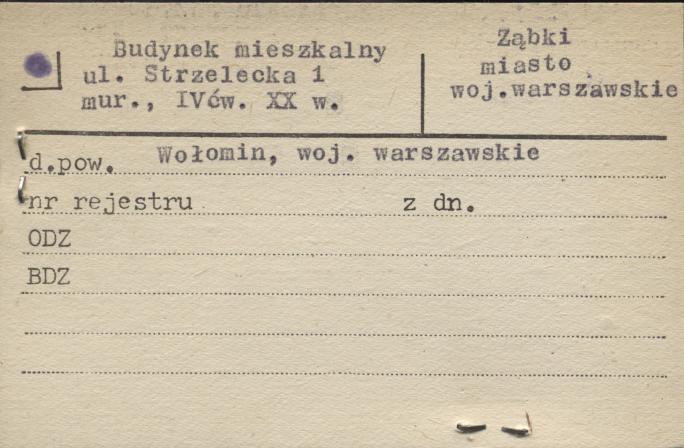 Budynek mieszkalny
ul. Strzelecka 1
mur., IVćw. XX w.
Ząbki
miasto
woj.warszawskie
d.pow. Wołomin, woj. warszawskie
nr rejestru z dn.
ODZ
BDZ